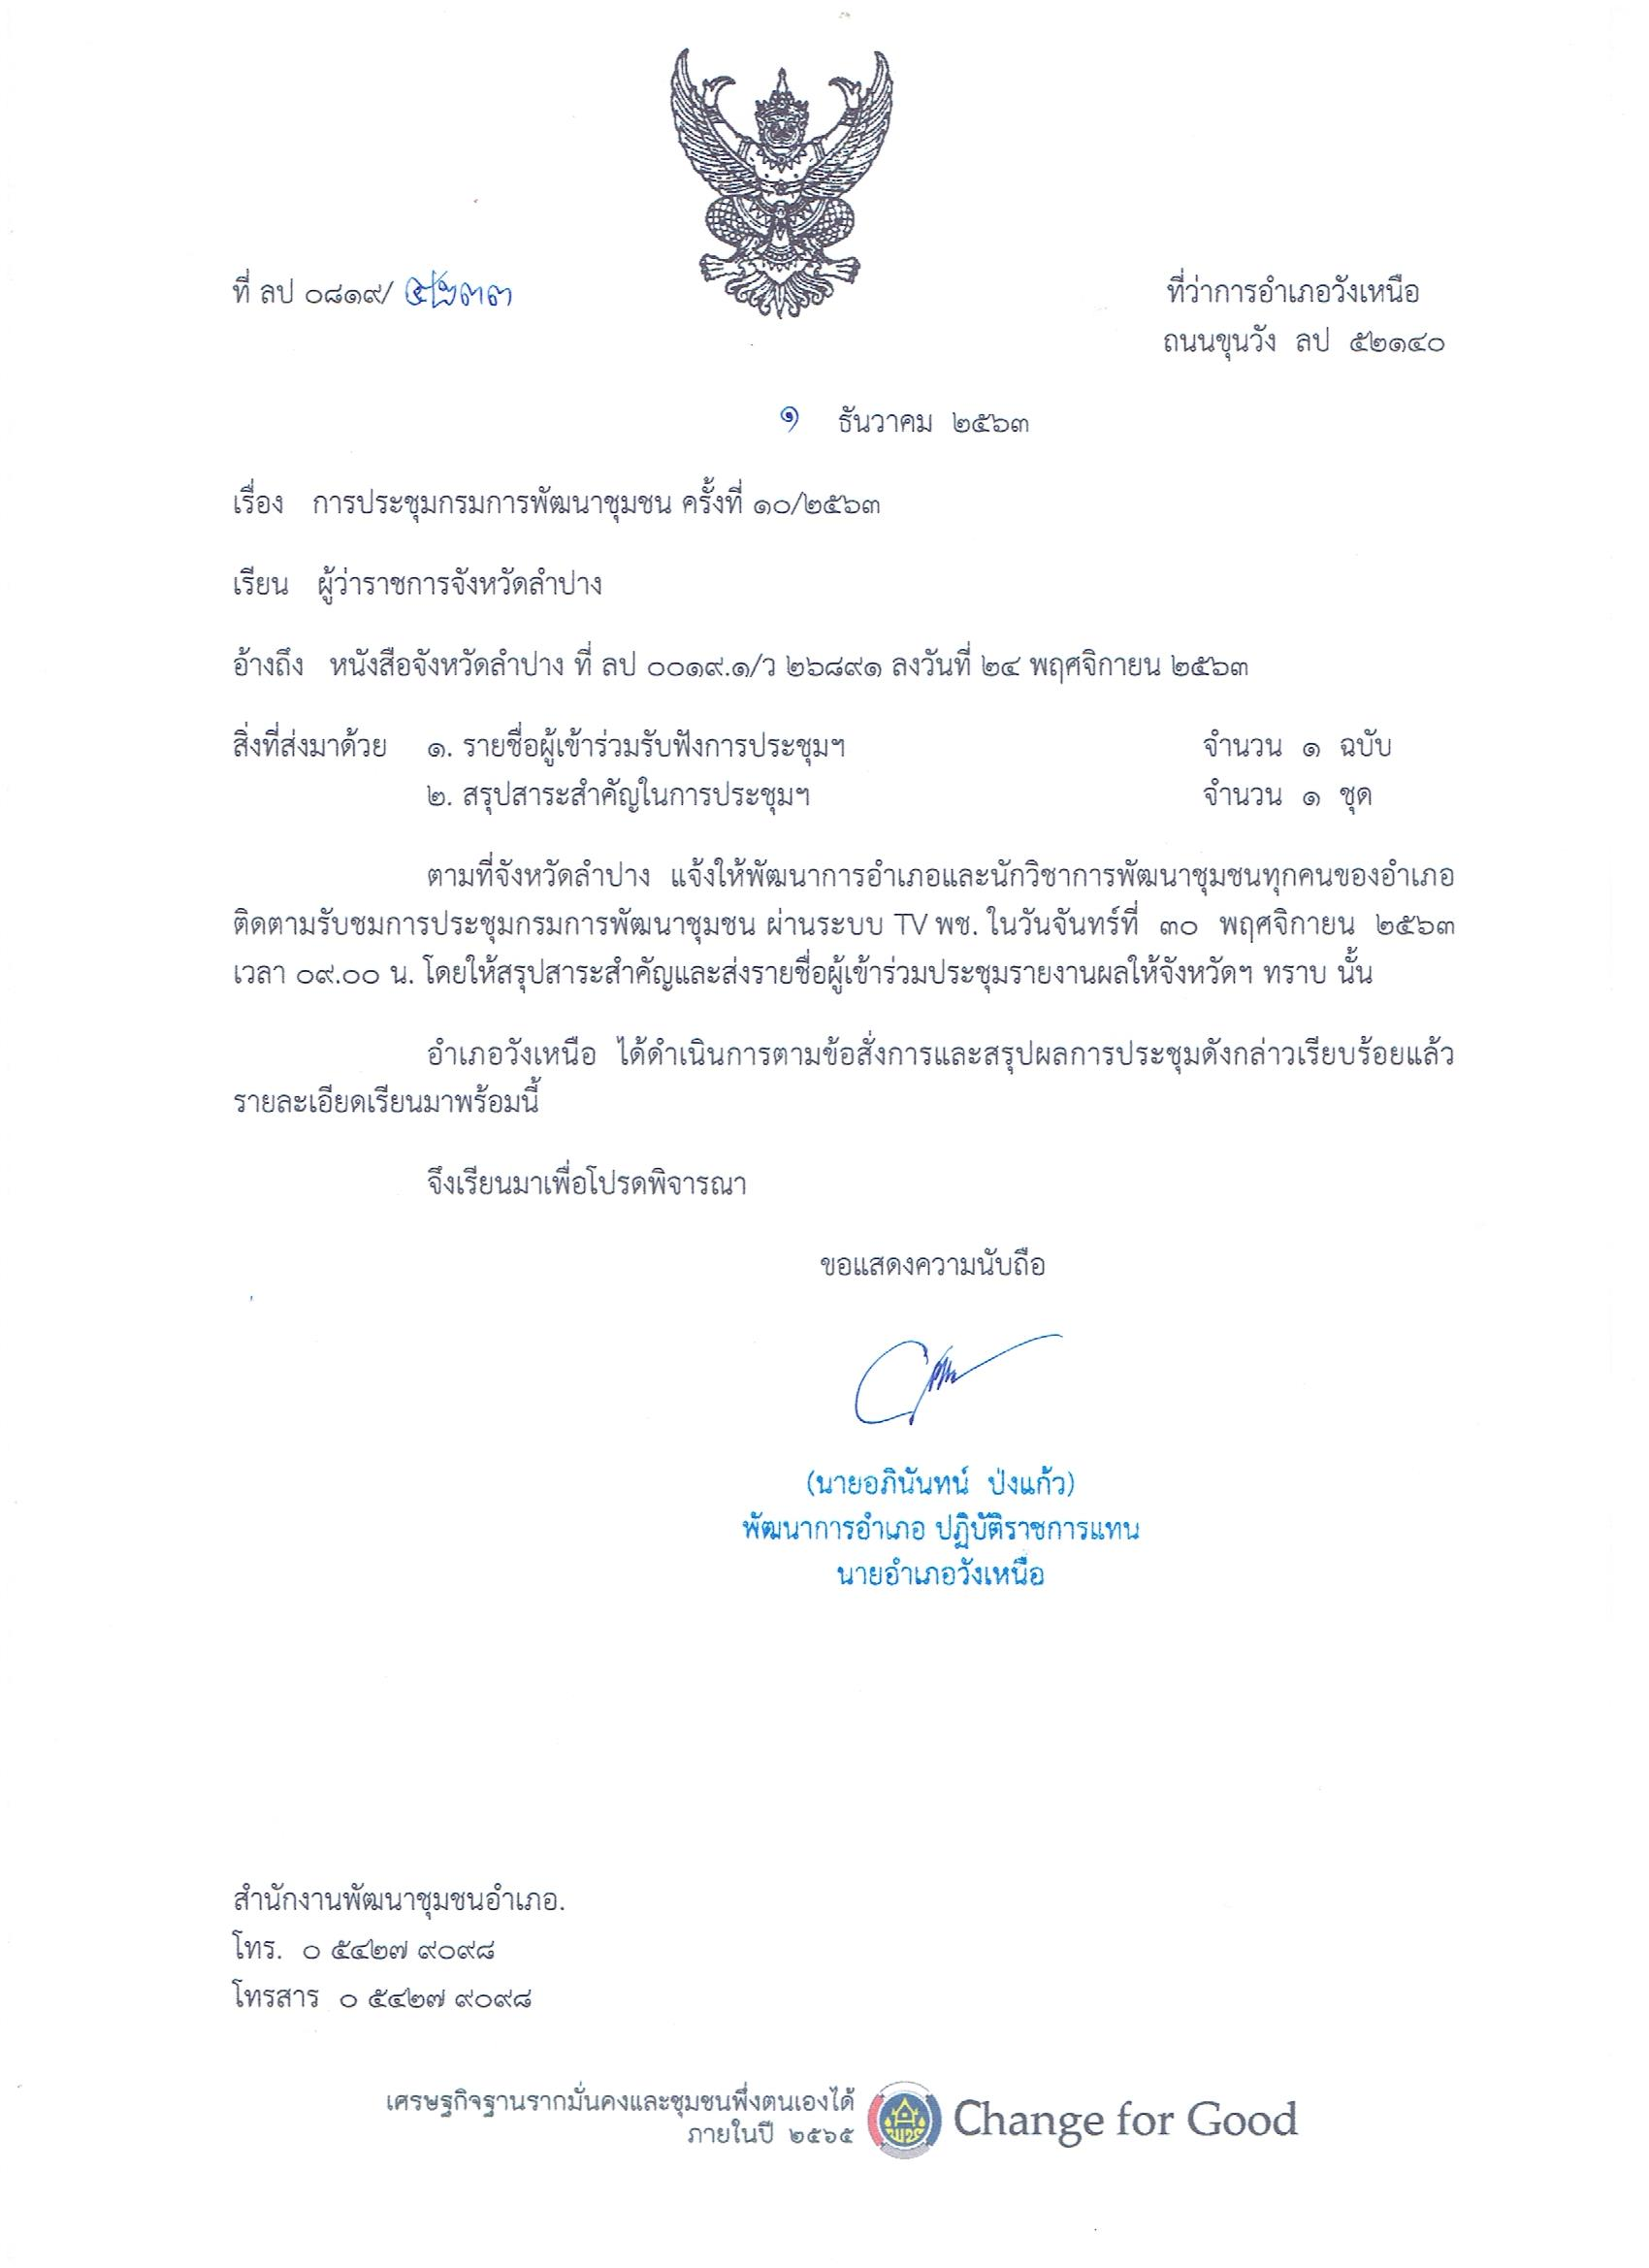 ที่ ลป ๐๘๑๙/ ๕๒๓๓
ที่ว่าการอำเภอวังเหนือ
ถนนขุนวัง ลป ๕๒๑๔๐
๑ ธันวาคม ๒๕๖๓
เรื่อง การประชุมกรมการพัฒนาชุมชน ครั้งที่ ๑๐/๒๕๖๓
เรียน ผู้ว่าราชการจังหวัดลำปาง
อ้างถึง หนังสือจังหวัดลำปาง ที่ ลป ๐๐๑๙.๑/ว ๒๖๘๙๑ ลงวันที่ ๒๔ พฤศจิกายน ๒๕๖๓
สิ่งที่ส่งมาด้วย ๑. รายชื่อผู้เข้าร่วมรับฟังการประชุมฯ จำนวน ๑ ฉบับ
๒. สรุปสาระสำคัญในการประชุมฯ จำนวน ๑ ชุด
ตามที่จังหวัดลำปาง แจ้งให้พัฒนาการอำเภอและนักวิชาการพัฒนาชุมชนทุกคนของอำเภอ
ติดตามรับชมการประชุมกรมการพัฒนาชุมชน ผ่านระบบ TV พช. ในวันจันทร์ที่ ๓๐ พฤศจิกายน ๒๕๖๓
เวลา ๐๙.๐๐ น. โดยให้สรุปสาระสำคัญและส่งรายชื่อผู้เข้าร่วมประชุมรายงานผลให้จังหวัดฯ ทราบ นั้น
อำเภอวังเหนือ ได้ดำเนินการตามข้อสั่งการและสรุปผลการประชุมดังกล่าวเรียบร้อยแล้ว
รายละเอียดเรียนมาพร้อมนี้
จึงเรียนมาเพื่อโปรดพิจารณา
ขอแสดงความนับถือ
(นายอภินันทน์ ป่งแก้ว)
พัฒนาการอำเภอ ปฏิบัติราชการแทน
นายอำเภอวังเหนือ
สำนักงานพัฒนาชุมชนอำเภอ.
โทร. ๐ ๕๔๒๗ ๙๐๙๘
โทรสาร ๐ ๕๔๒๗ ๙๐๙๘
เศรษฐกิจฐานรากมั่นคงและชุมชนพึ่งตนเองได้
ภายในปี ๒๕๖๕
Change for Good